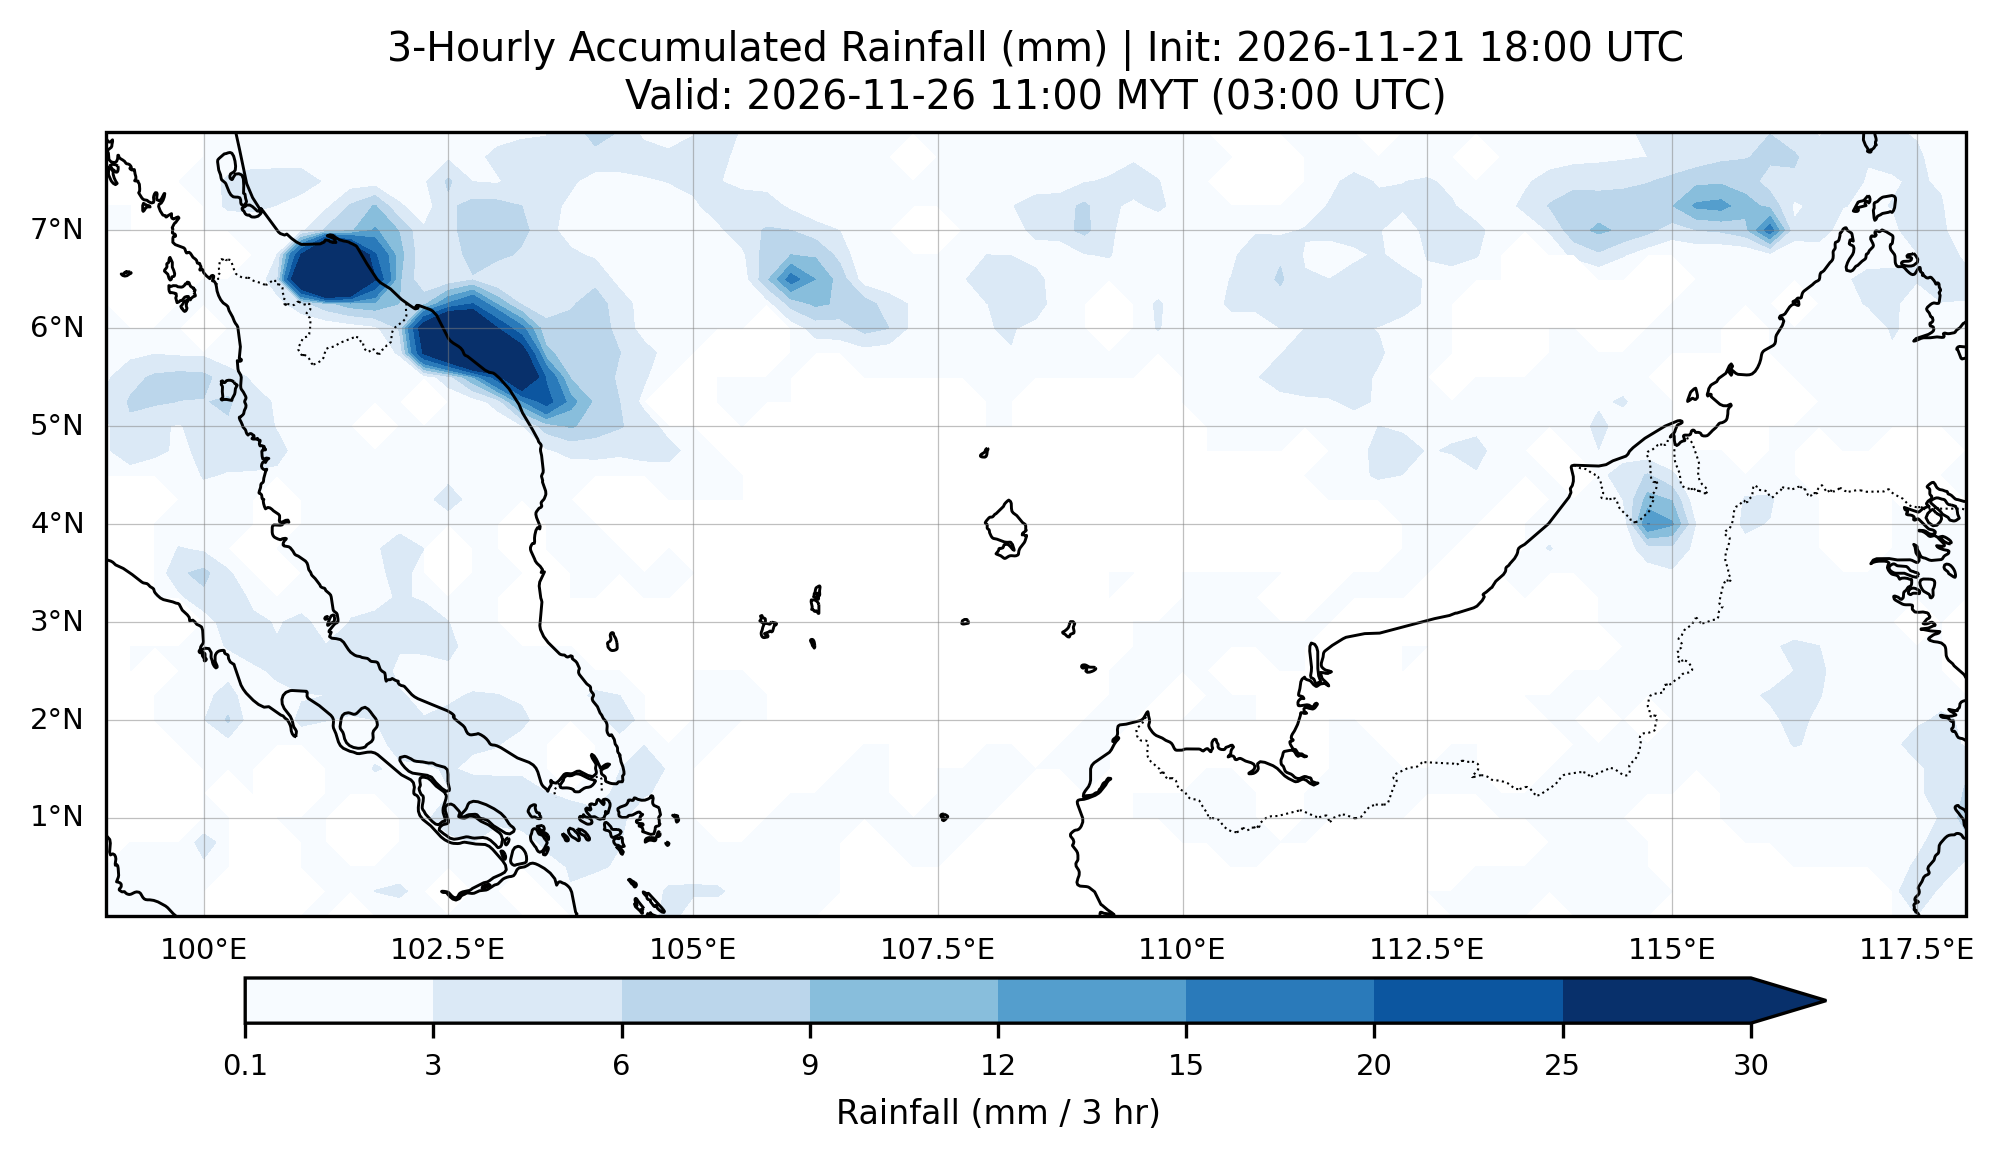 3-Hourly Accumulated Rainfall (mm) | Init: 2026-11-21 18:00 UTC
Valid: 2026-11-26 11:00 MYT (03:00 UTC)
7°N
6°N
5°N
4°N
3°N
2°N
1°N
100°E 102.5°E 105°E 107.5°E 110°E 112.5°E 115°E 117.5°E
0.1 3 6 9 12 15 20 25 30
Rainfall (mm / 3 hr)